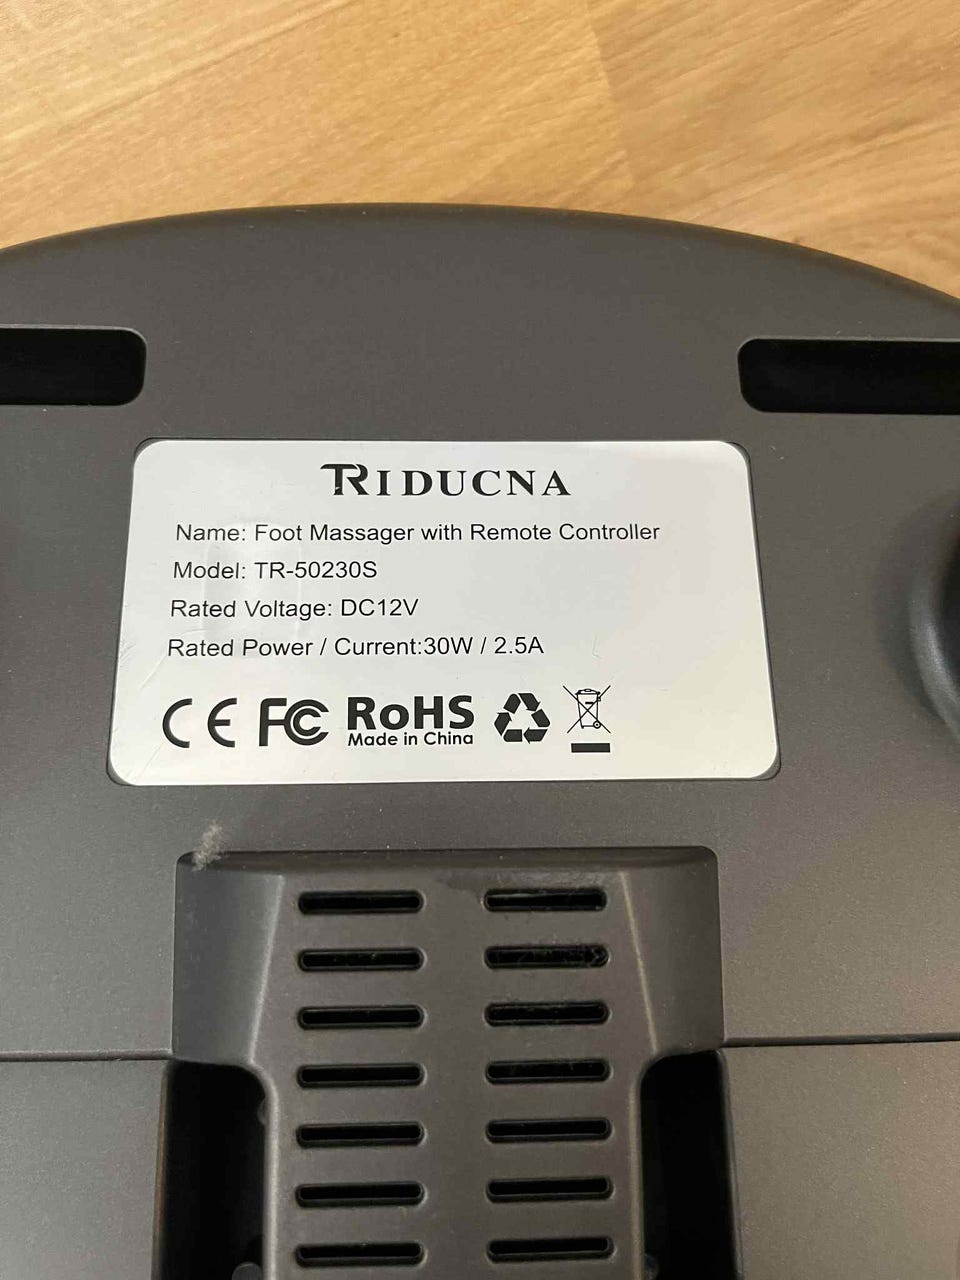 TRIDUCNA
Name: Foot Massager with Remote Controller
Model: TR-50230S
Rated Voltage: DC12V
Rated Power / Current:30W / 2.5A
CE FC RoHS
Made in China